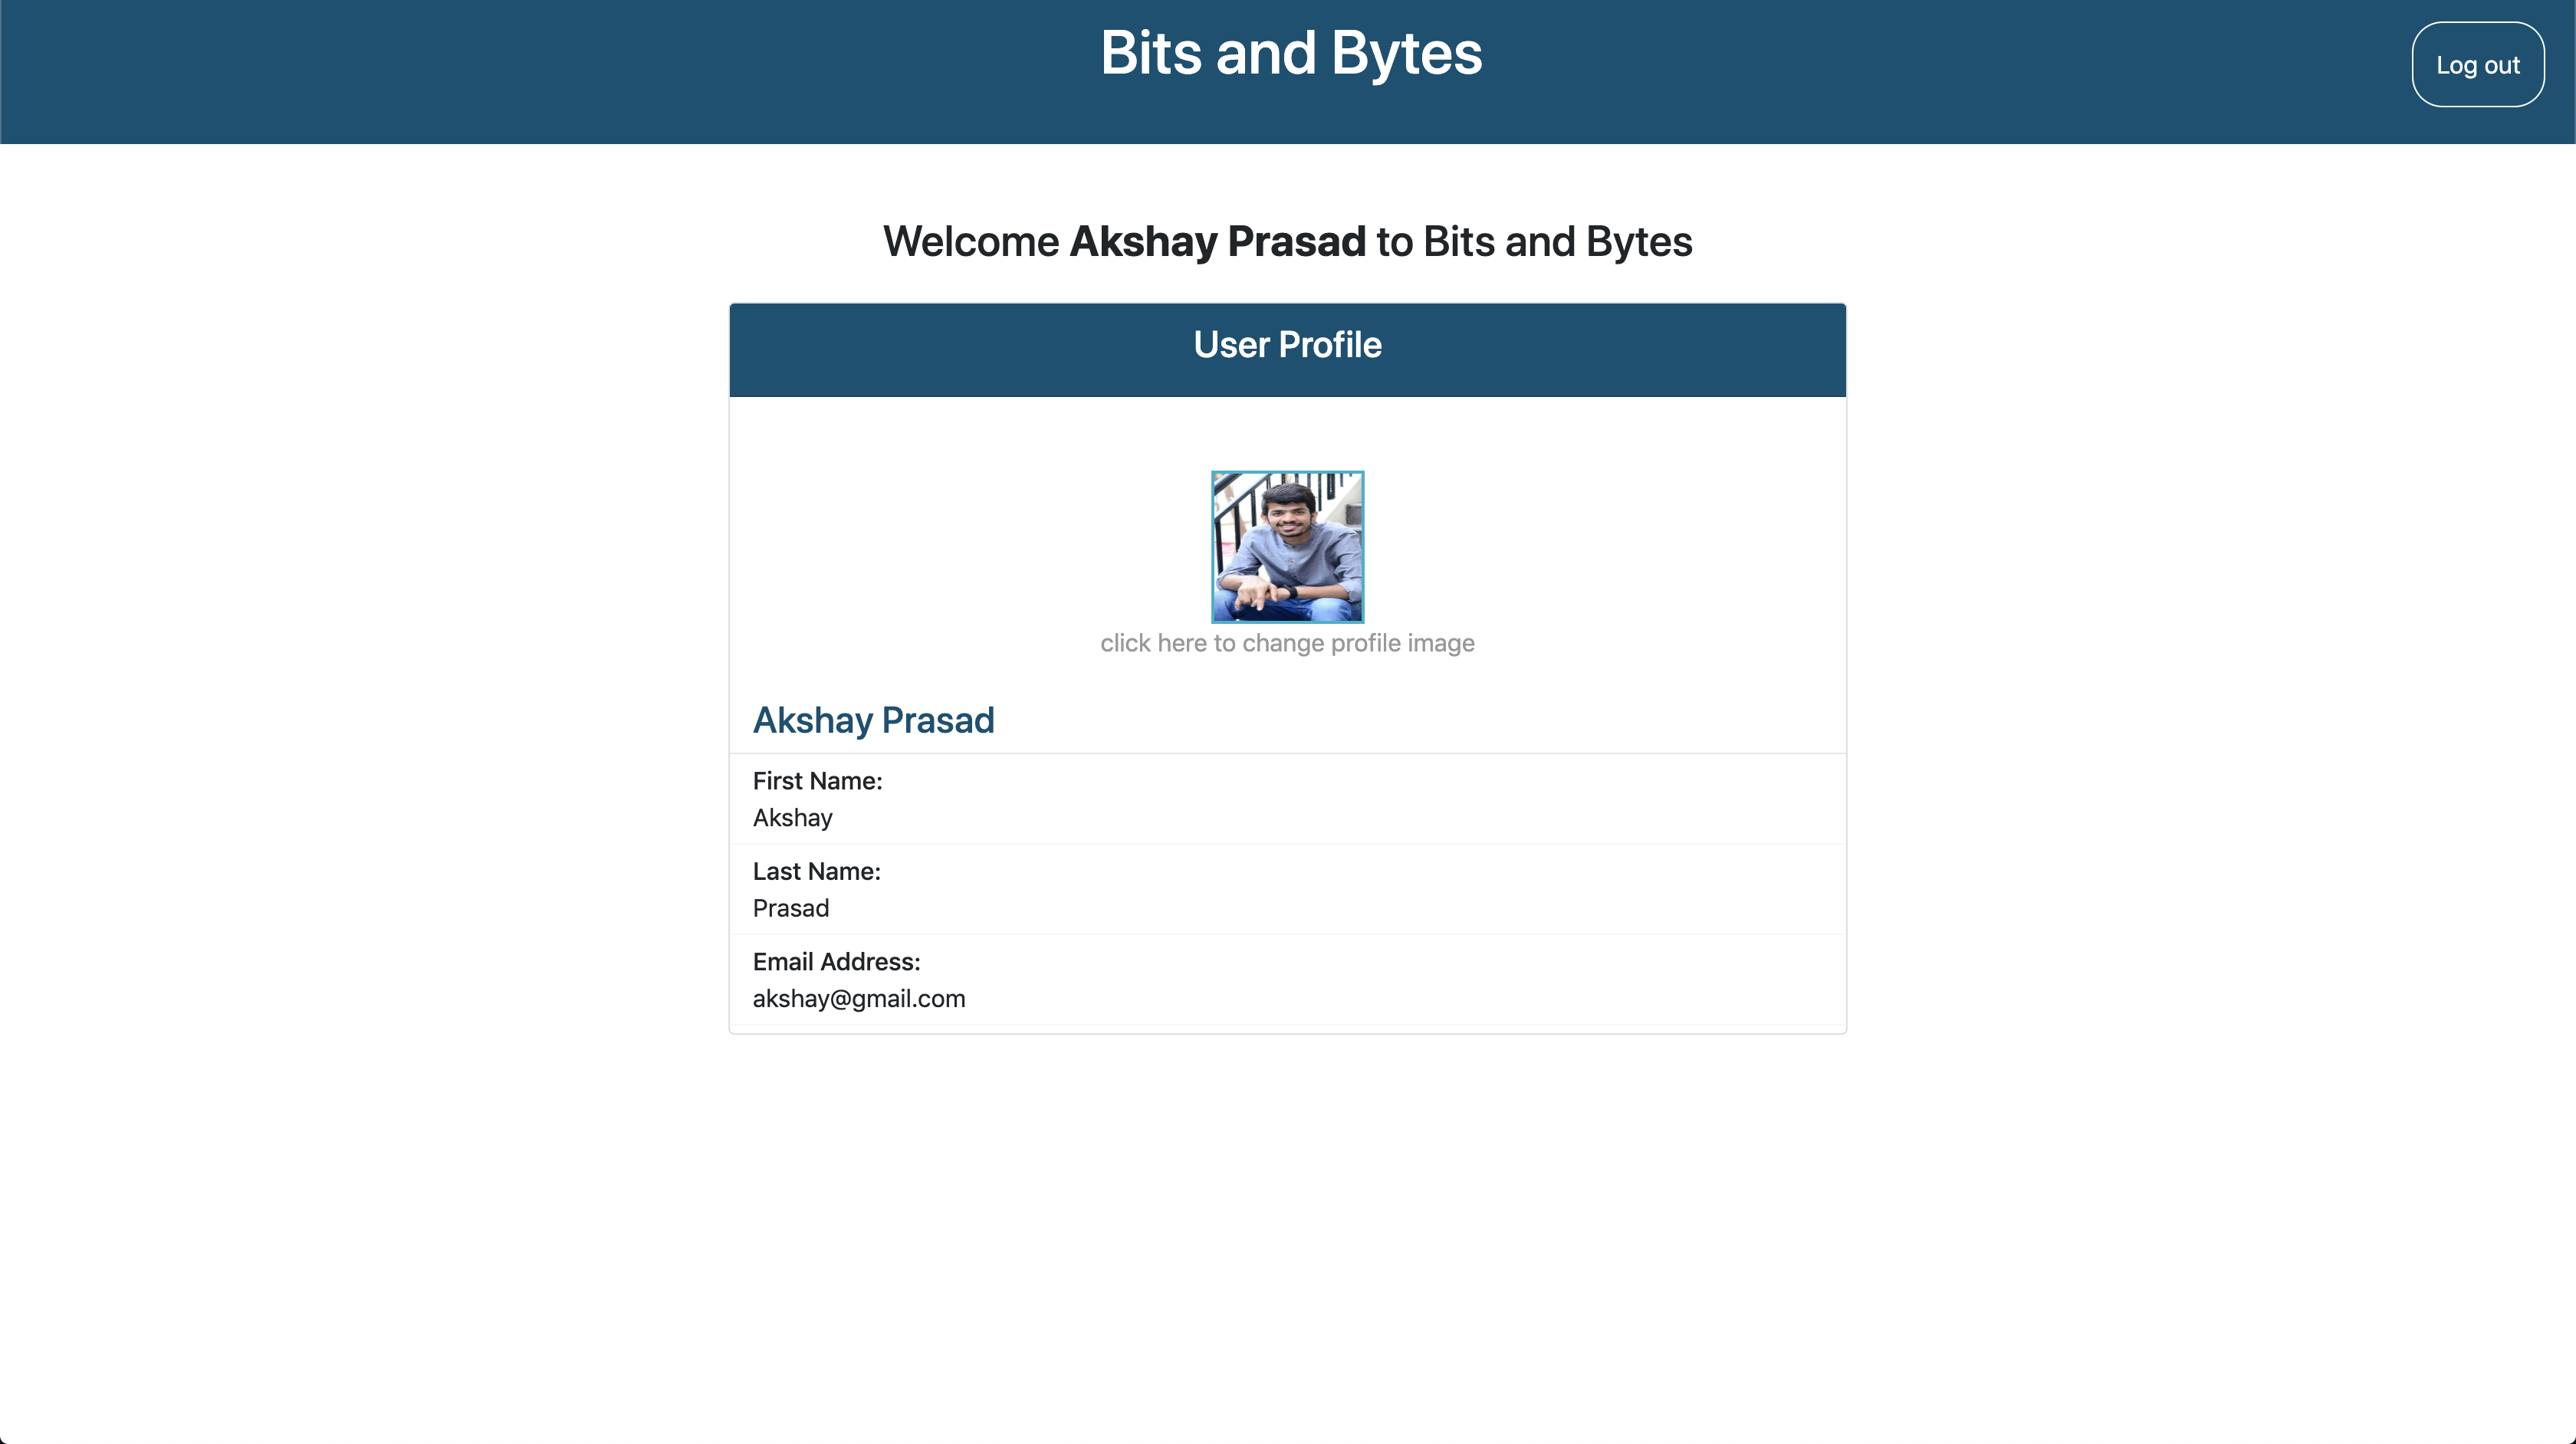 Bits and Bytes
Log out
Welcome Akshay Prasad to Bits and Bytes
User Profile
click here to change profile image
Akshay Prasad
First Name:
Akshay
Last Name:
Prasad
Email Address:
akshay@gmail.com